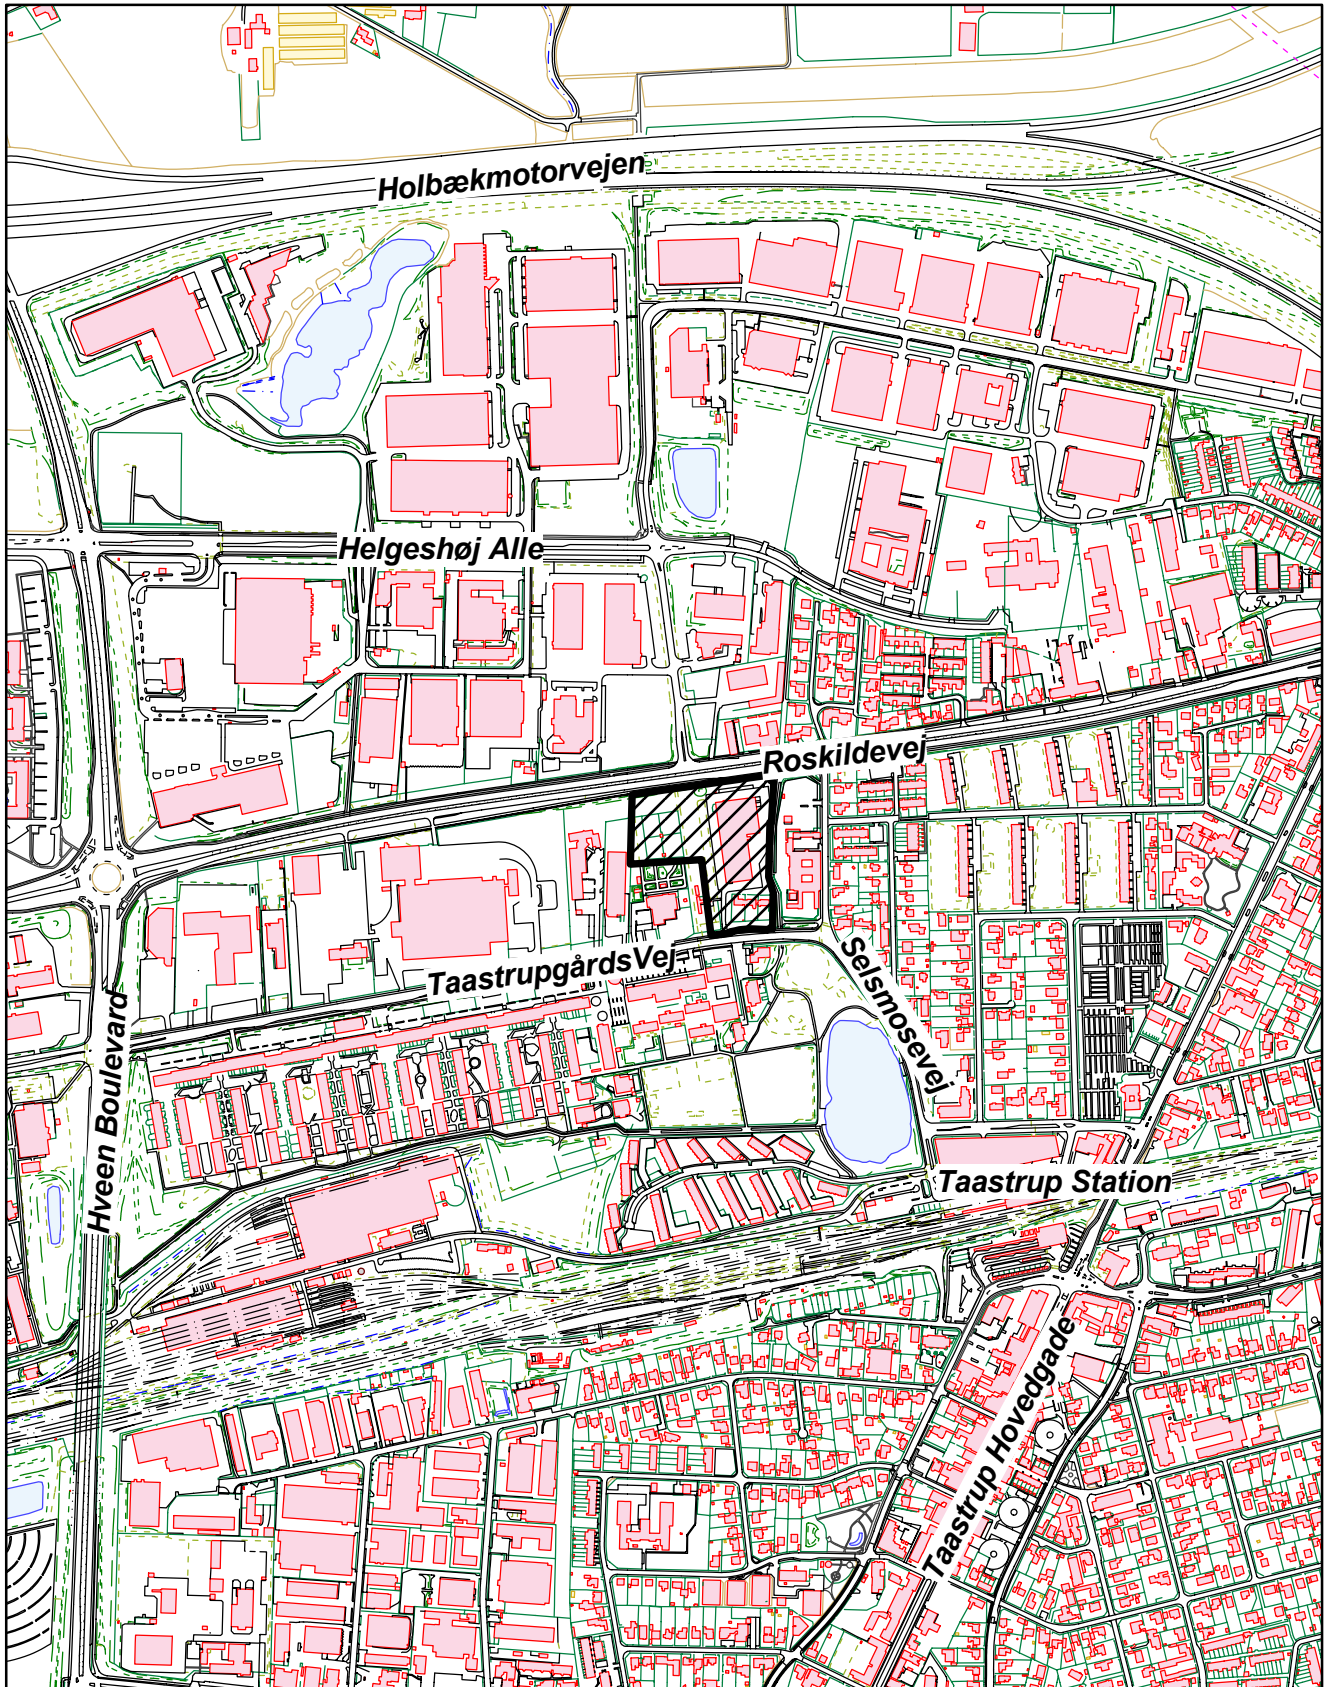 Holbækmotorvejen
Helgeshøj Alle
Roskildevej
TaastrupgårdsVej
Selsmosevej
Hveen Boulevard
Taastrup Station
Taastrup Hovedgade